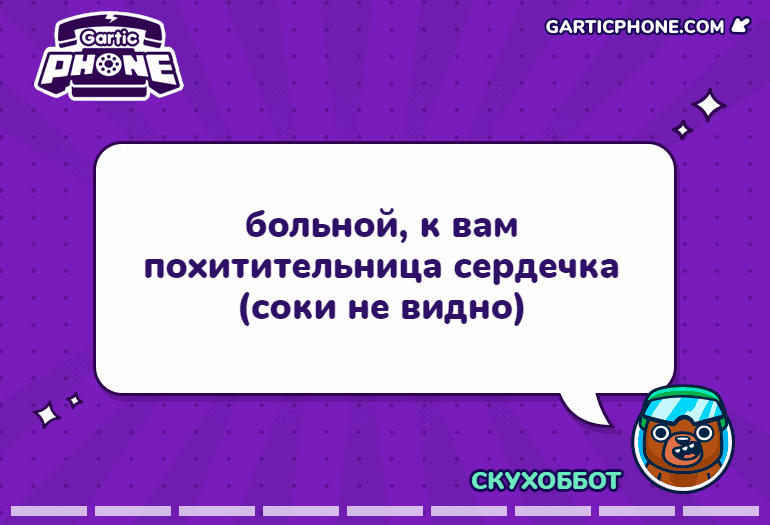 Gartic
PHONE
GARTICPHONE.COM
больной, к вам
похитительница сердечка
(соки не видно)
СКУХОББОТ